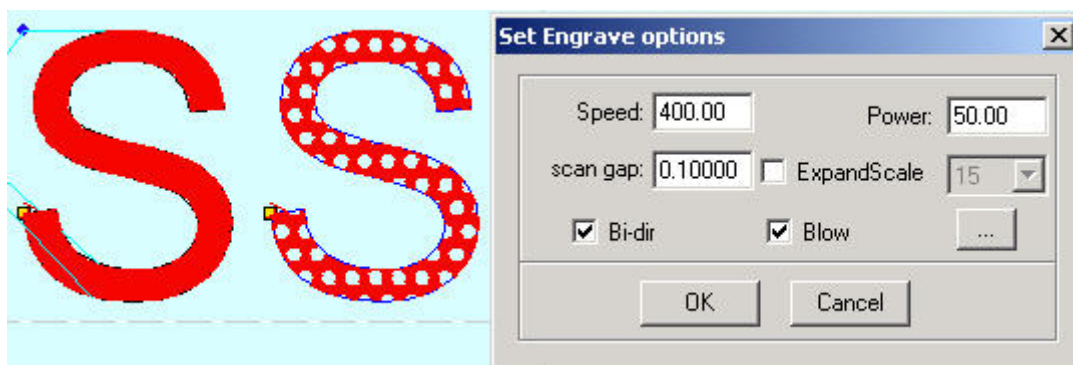 S S
Set Engrave options
Speed: 400.00 Power: 50.00
scan gap: 0.10000 ExpandScale 15
Bi-dir Blow ...
OK Cancel